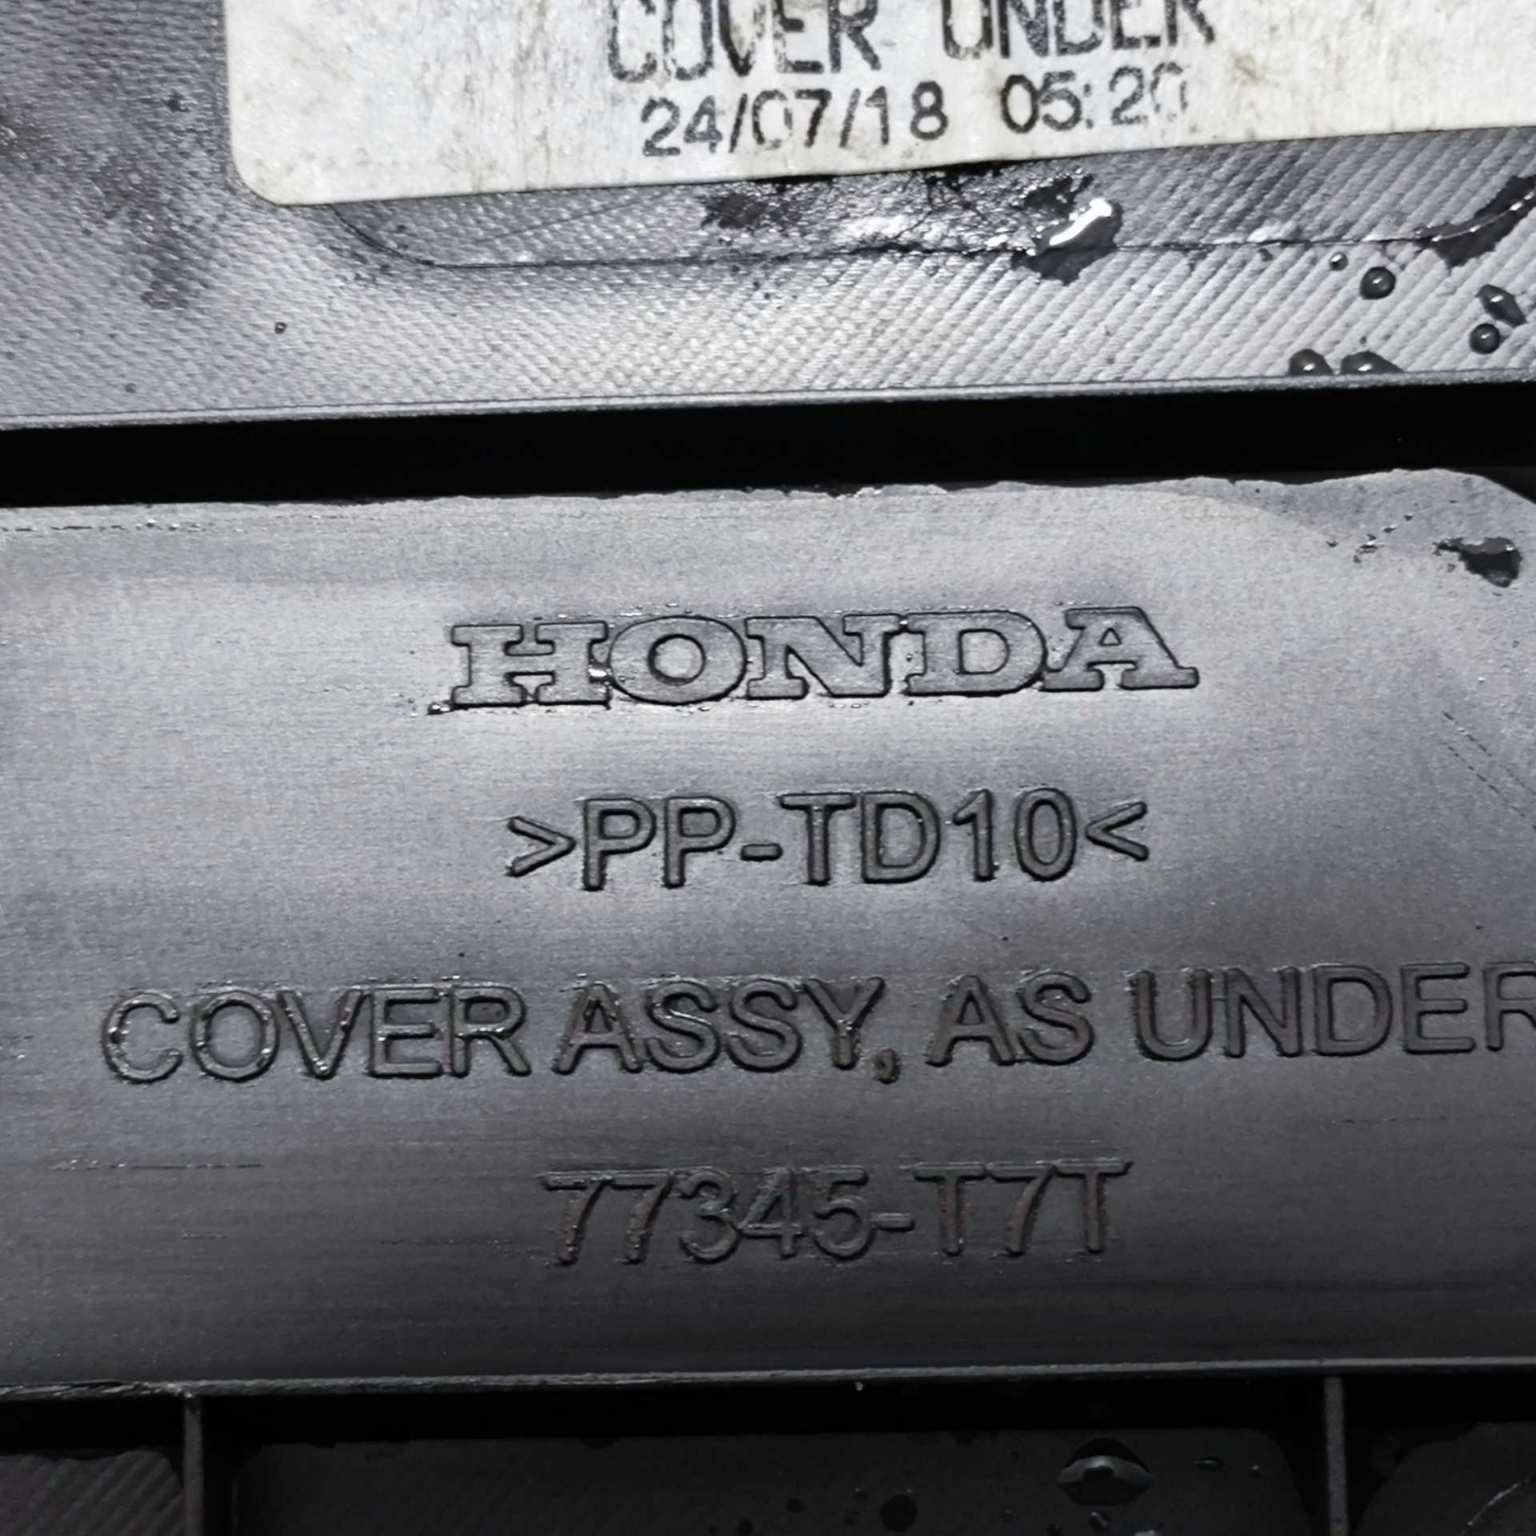 COVER UNDER
24/07/18 05:20
HONDA
>PP-TD10<
COVER ASSY, AS UNDER
77345-T7T